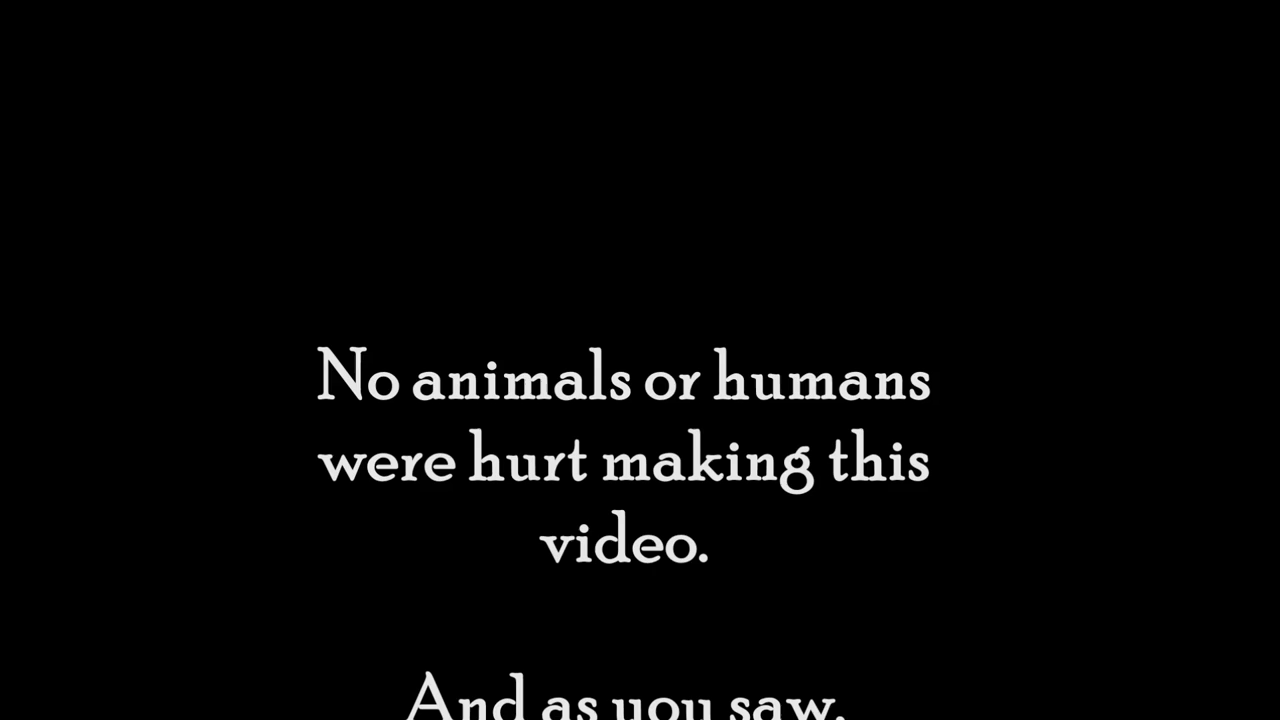 No animals or humans
were hurt making this
video.
And as you saw,